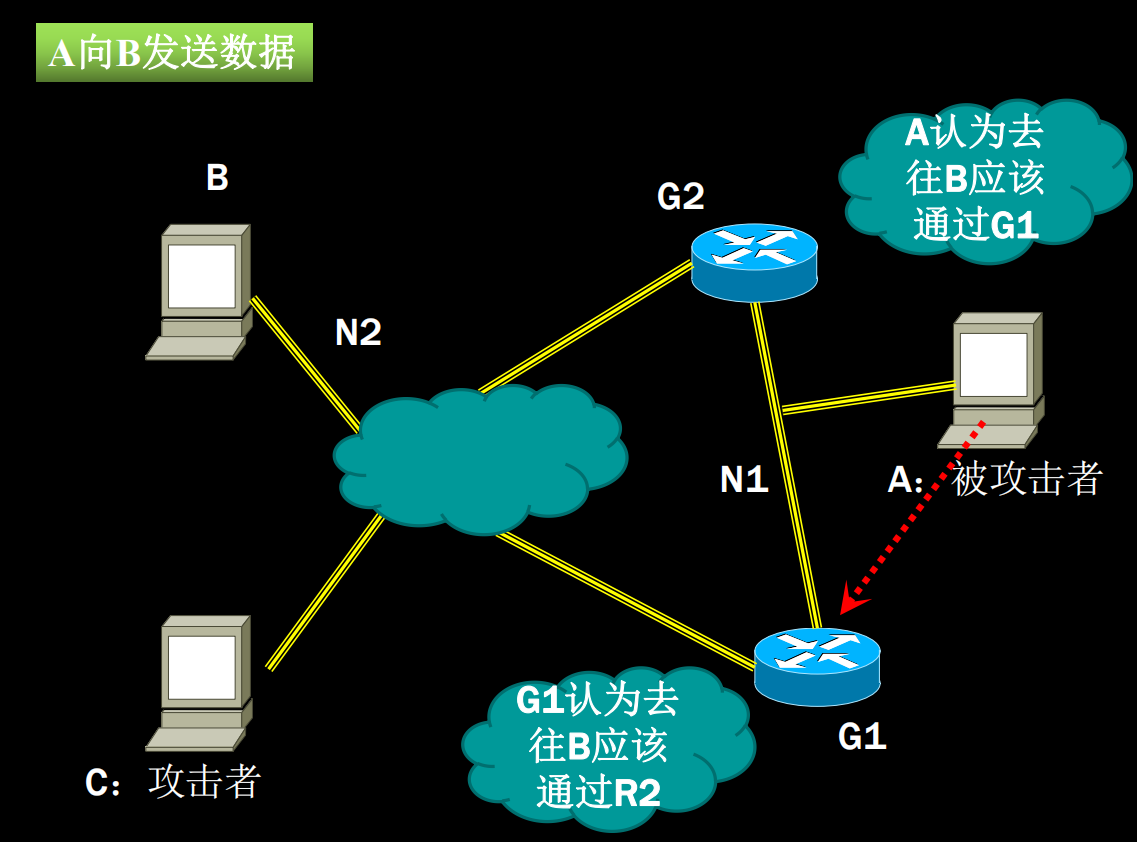 A向B发送数据
B
G2
A认为去
往B应该
通过G1
N2
N1
A：被攻击者
G1认为去
往B应该
通过R2
G1
C：攻击者